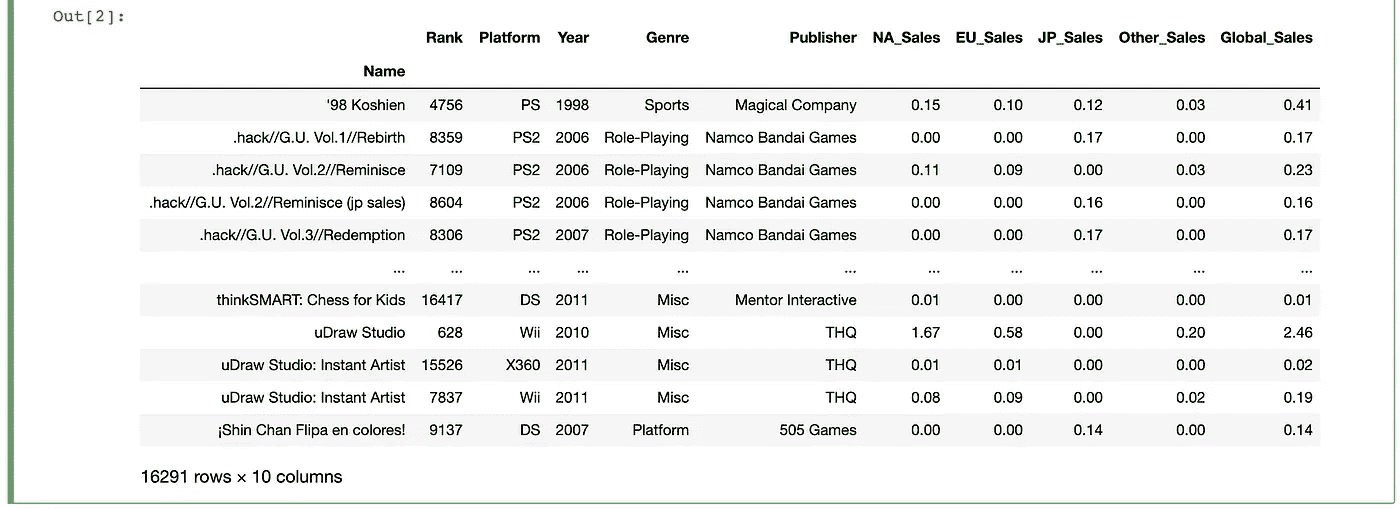 Out[2]:
Rank Platform Year Genre Publisher NA_Sales EU_Sales JP_Sales Other_Sales Global_Sales
Name
'98 Koshien 4756 PS 1998 Sports Magical Company 0.15 0.10 0.12 0.03 0.41
.hack//G.U. Vol.1//Rebirth 8359 PS2 2006 Role-Playing Namco Bandai Games 0.00 0.00 0.17 0.00 0.17
.hack//G.U. Vol.2//Reminisce 7109 PS2 2006 Role-Playing Namco Bandai Games 0.11 0.09 0.00 0.03 0.23
.hack//G.U. Vol.2//Reminisce (jp sales) 8604 PS2 2006 Role-Playing Namco Bandai Games 0.00 0.00 0.16 0.00 0.16
.hack//G.U. Vol.3//Redemption 8306 PS2 2007 Role-Playing Namco Bandai Games 0.00 0.00 0.17 0.00 0.17
... ... ... ... ... ... ... ... ... ... ...
thinkSMART: Chess for Kids 16417 DS 2011 Misc Mentor Interactive 0.01 0.00 0.00 0.00 0.01
uDraw Studio 628 Wii 2010 Misc THQ 1.67 0.58 0.00 0.20 2.46
uDraw Studio: Instant Artist 15526 X360 2011 Misc THQ 0.01 0.01 0.00 0.00 0.02
uDraw Studio: Instant Artist 7837 Wii 2011 Misc THQ 0.08 0.09 0.00 0.02 0.19
¡Shin Chan Flipa en colores! 9137 DS 2007 Platform 505 Games 0.00 0.00 0.14 0.00 0.14
16291 rows × 10 columns